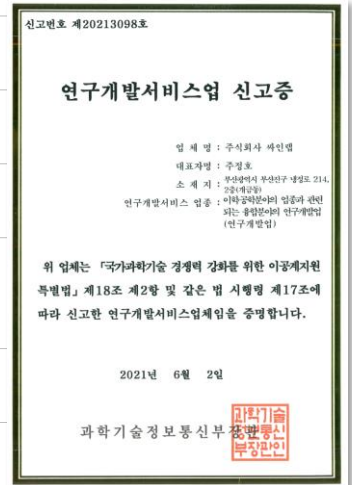 신고번호 제20213098호
연구개발서비스업 신고증
업 체 명 : 주식회사 싸인랩
대표자명 : 주정호
소 재 지 : 부산광역시 부산진구 냉정로 214,
2층(개금동)
연구개발서비스 업종 : 이학·공학분야의 업종과 관련
되는 융합분야의 연구개발업
(연구개발업)
위 업체는 「국가과학기술 경쟁력 강화를 위한 이공계지원
특별법」 제18조 제2항 및 같은 법 시행령 제17조에
따라 신고한 연구개발서비스업체임을 증명합니다.
2021년 6월 2일
과학기술정보통신부장관
과학기술
정보통신
부장관인